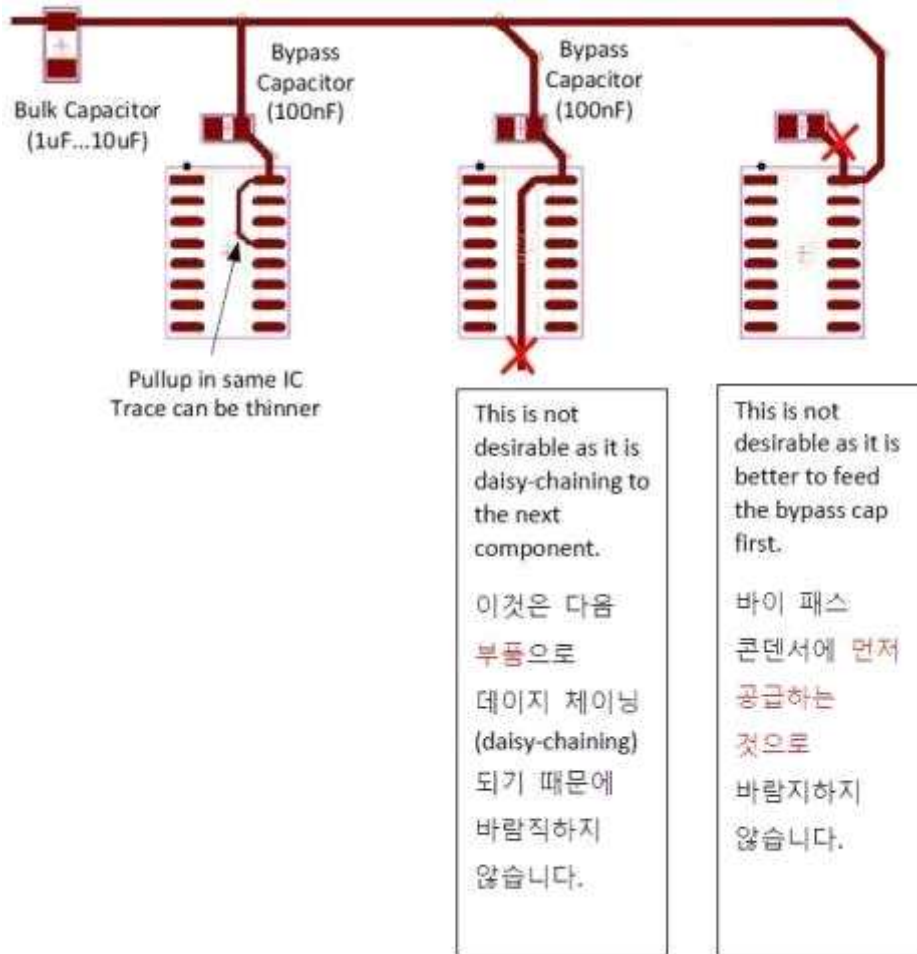 Bypass
Capacitor
(100nF)
Bypass
Capacitor
(100nF)
Bulk Capacitor
(1uF...10uF)
Pullup in same IC
Trace can be thinner
This is not
desirable as it is
daisy-chaining to
the next
component.
이것은 다음
부품으로
데이지 체이닝
(daisy-chaining)
되기 때문에
바람직하지
않습니다.
This is not
desirable as it is
better to feed
the bypass cap
first.
바이 패스
콘덴서에 먼저
공급하는
것으로
바람지하지
않습니다.